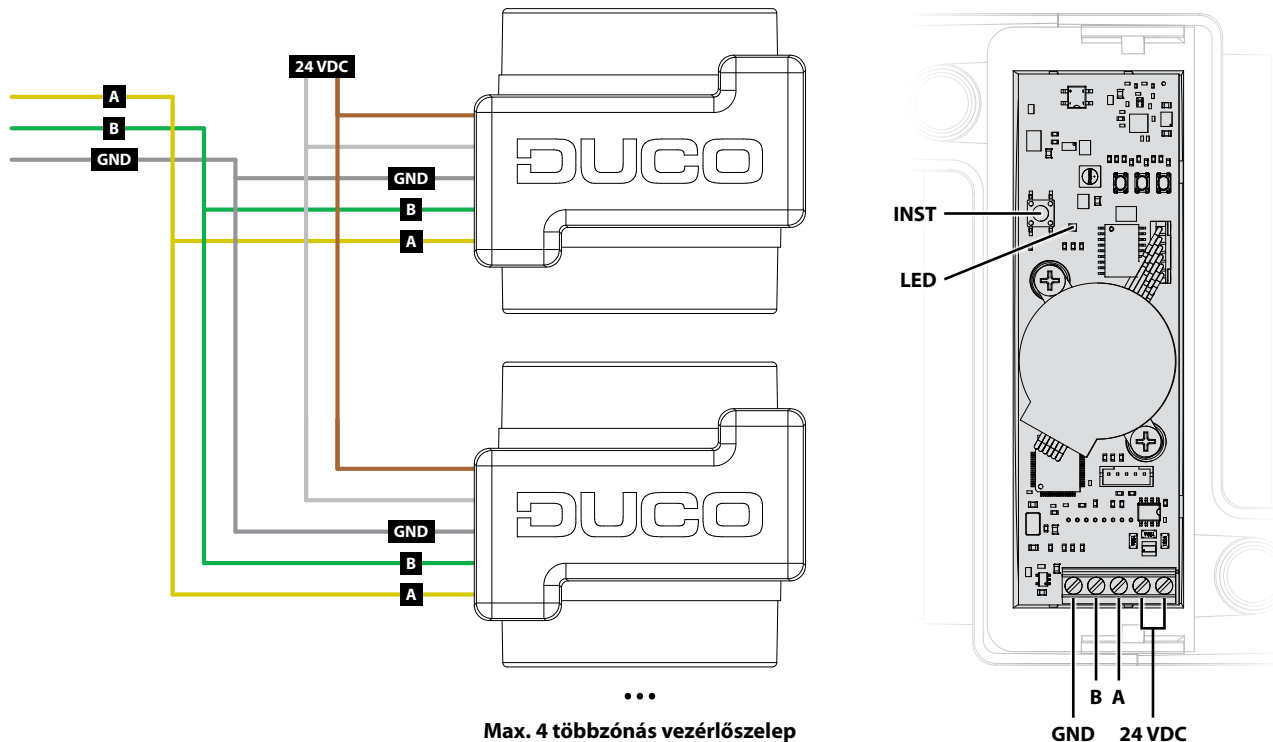 24 VDC
A
B
GND
DUCO
GND
B
A
DUCO
GND
B
A
...
Max. 4 többzónás vezérlőszelep
INST
LED
B A
GND 24 VDC